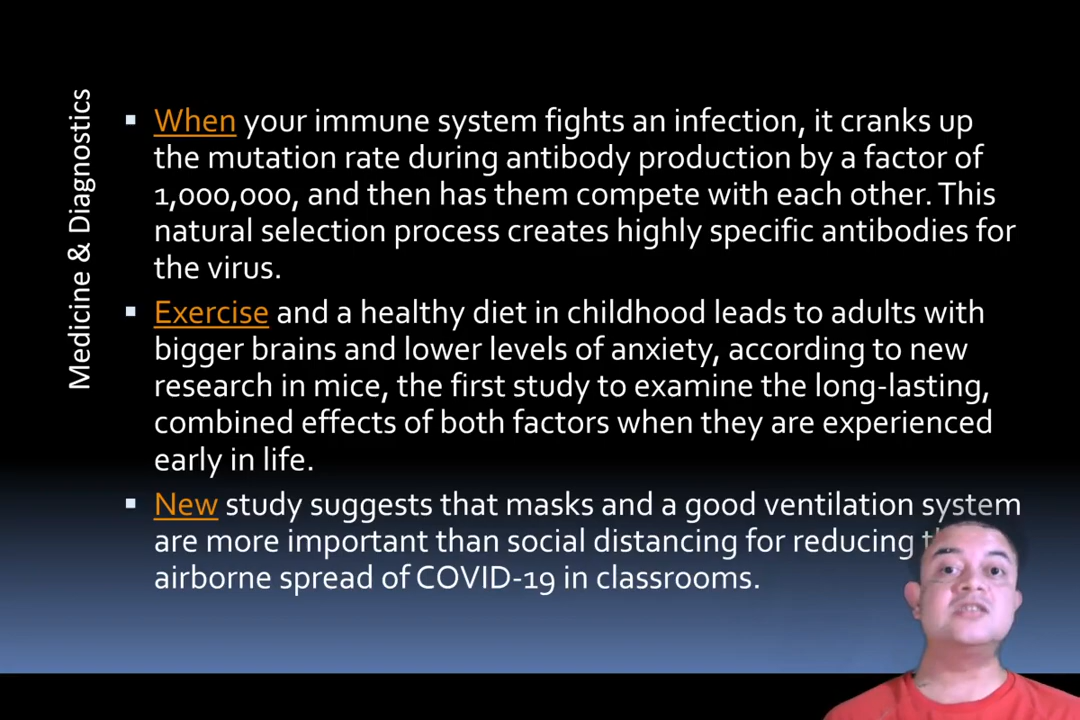 Medicine & Diagnostics
When your immune system fights an infection, it cranks up
the mutation rate during antibody production by a factor of
1,000,000, and then has them compete with each other. This
natural selection process creates highly specific antibodies for
the virus.
Exercise and a healthy diet in childhood leads to adults with
bigger brains and lower levels of anxiety, according to new
research in mice, the first study to examine the long-lasting,
combined effects of both factors when they are experienced
early in life.
New study suggests that masks and a good ventilation system
are more important than social distancing for reducing
airborne spread of COVID-19 in classrooms.